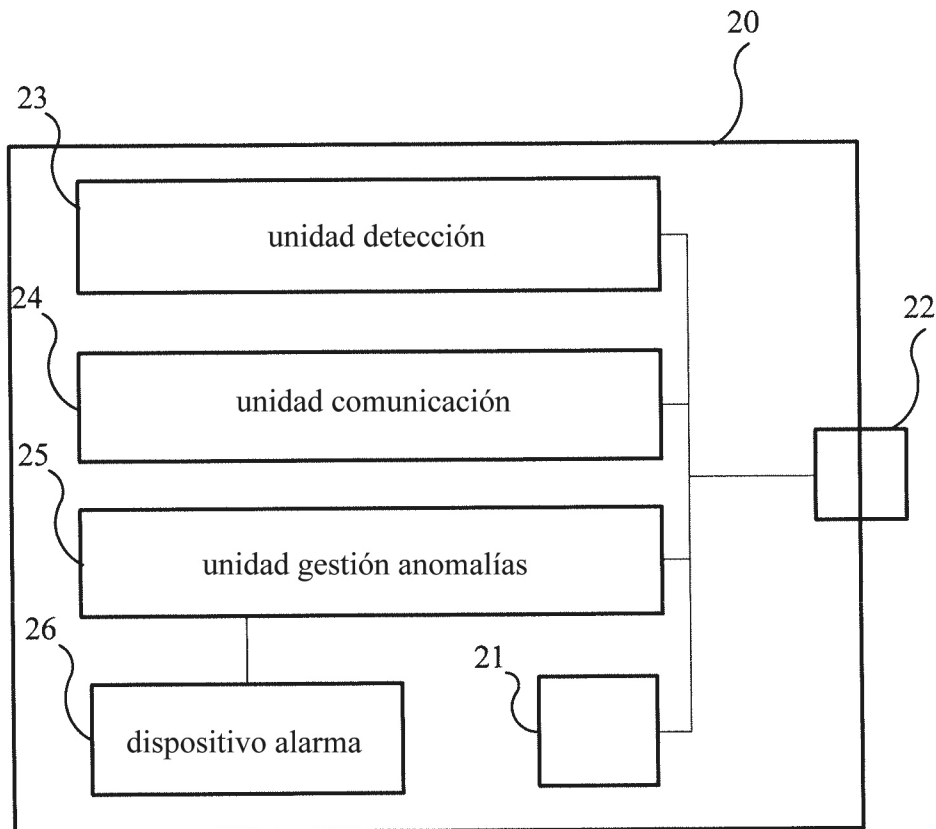 20
23
unidad detección
24
22
unidad comunicación
25
unidad gestión anomalías
26
21
dispositivo alarma